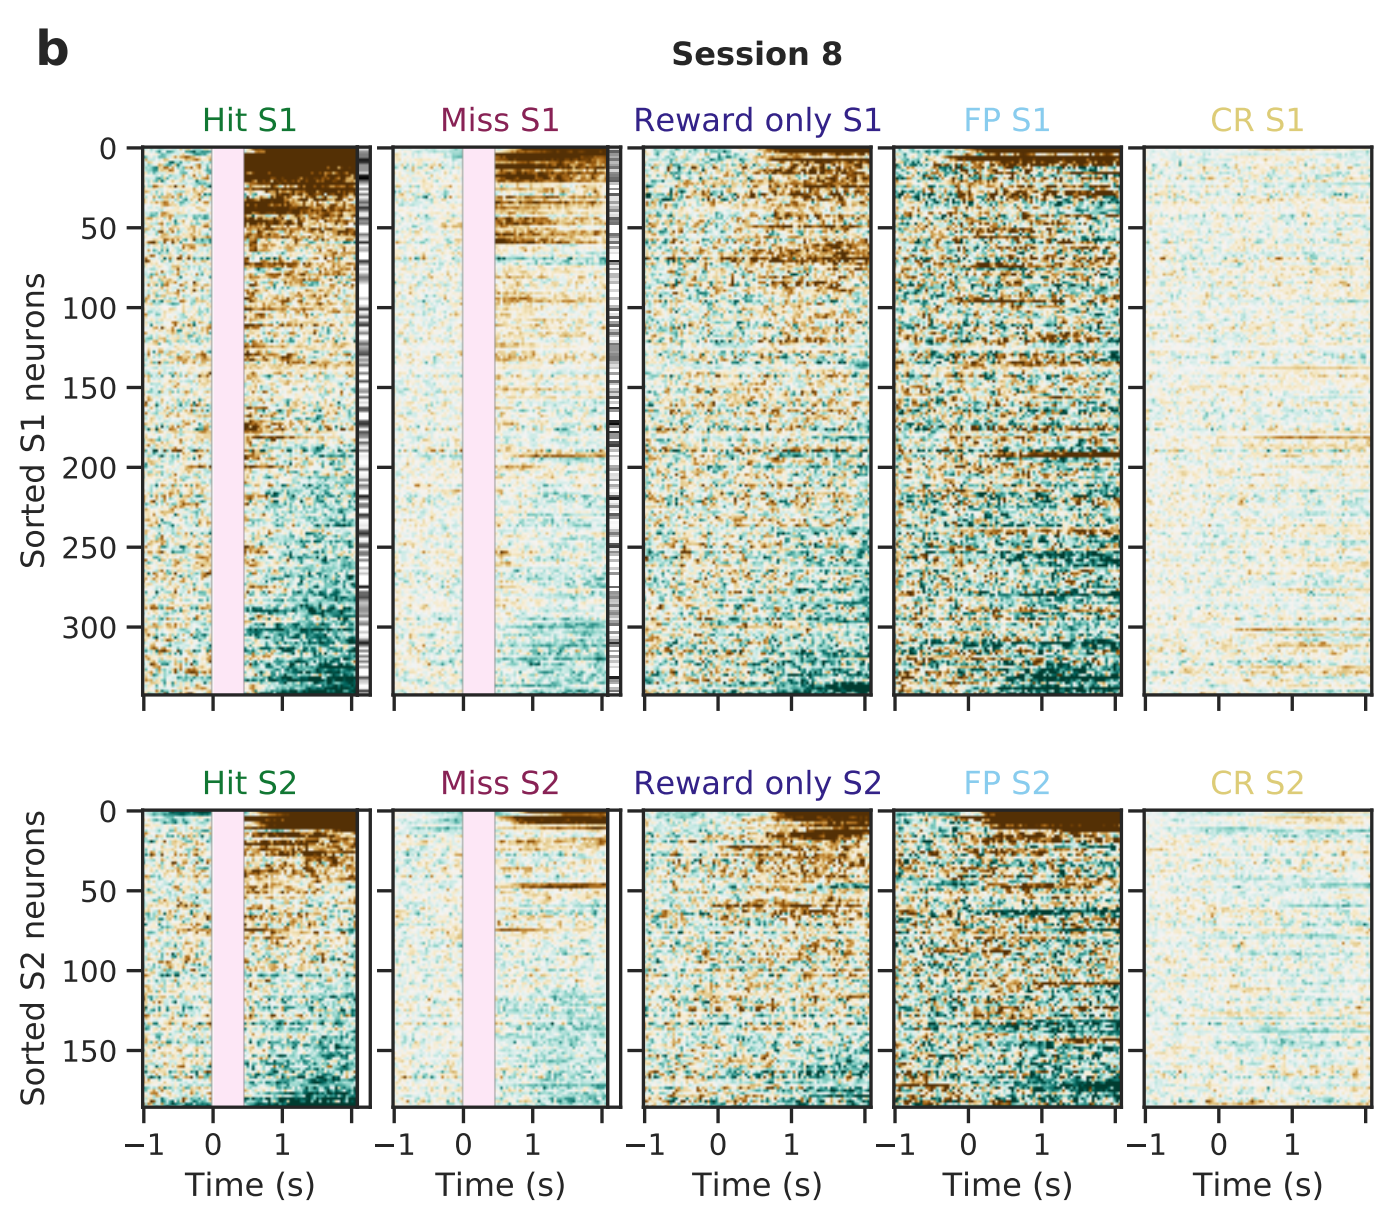 b
Session 8
Hit S1
Miss S1
Reward only S1
FP S1
CR S1
Sorted S1 neurons
0
50
100
150
200
250
300
Hit S2
Miss S2
Reward only S2
FP S2
CR S2
Sorted S2 neurons
0
50
100
150
−1 0 1
−1 0 1
−1 0 1
−1 0 1
−1 0 1
Time (s)
Time (s)
Time (s)
Time (s)
Time (s)